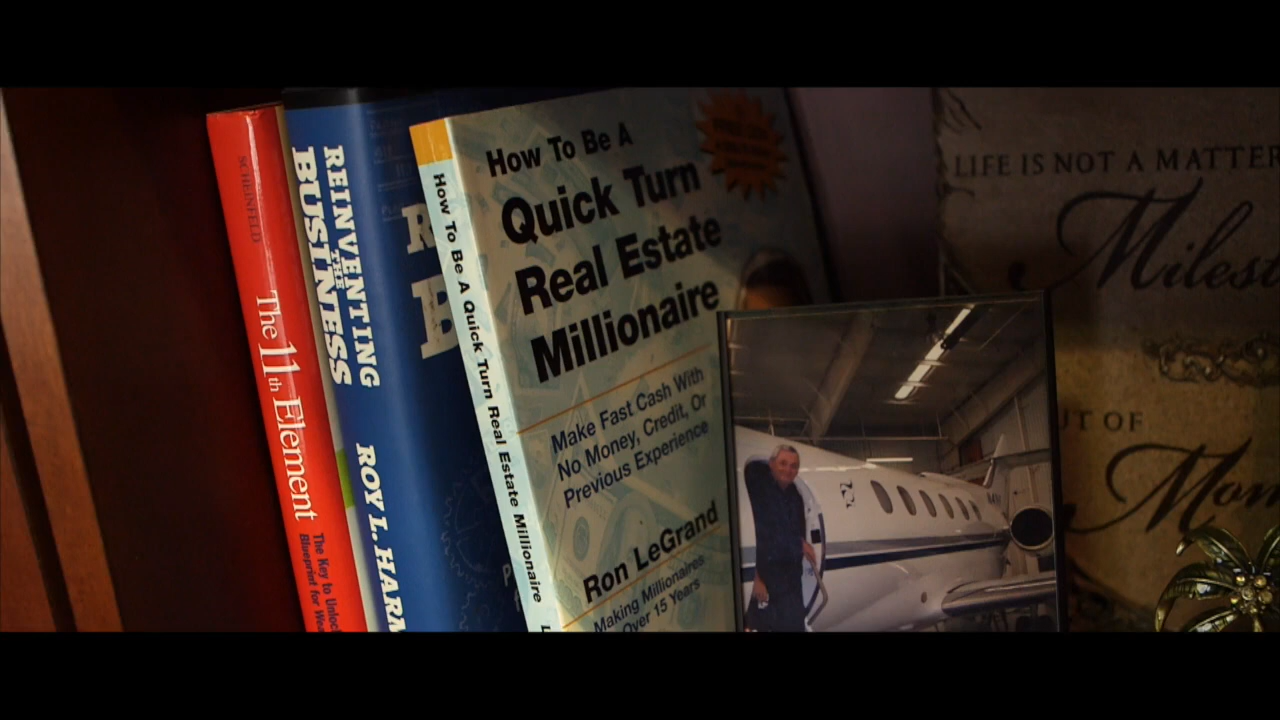 SCHEINFELD
The 11th Element
The Key to Unlock
Blueprint for We
REINVENTING
THE
BUSINESS
ROY L. HARM
R
B
How To Be A Quick Turn Real Estate Millionaire
L
How To Be A
Quick Turn
Real Estate
Millionaire
Make Fast Cash With
No Money, Credit, Or
Previous Experience
Ron LeGrand
Making Millionaires
Over 15 Years
LIFE IS NOT A MATTER
Milest
UT OF
Mom